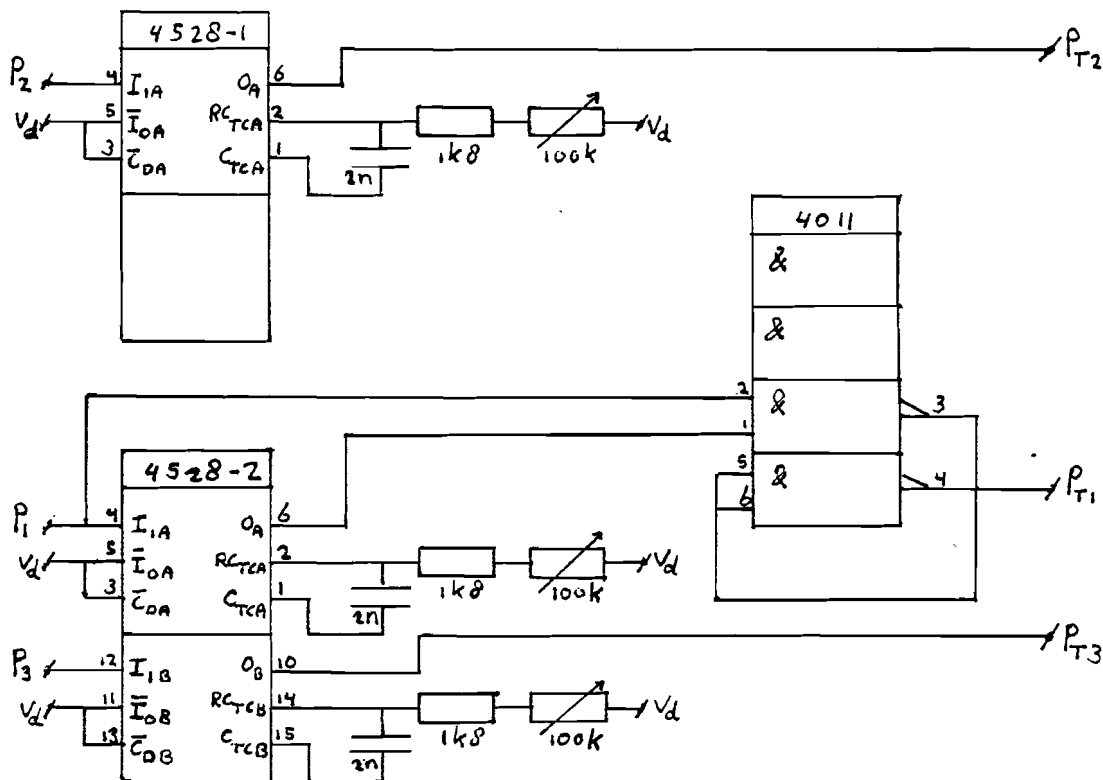 4528-1
P2 4 I1A OA 6 PT2
Vd 5 I̅0A RCTCA 2 1k8 100k Vd
3 C̅DA CTCA 1 2n
4011
&
&
2 & 3
1
5 & 4 PT1
6
4528-2
P1 4 I1A OA 6
Vd 5 I̅0A RCTCA 2 1k8 100k Vd
3 C̅DA CTCA 1 2n
P3 12 I1B OB 10 PT3
Vd 11 I̅0B RCTCB 14 1k8 100k Vd
13 C̅DB CTCB 15 2n